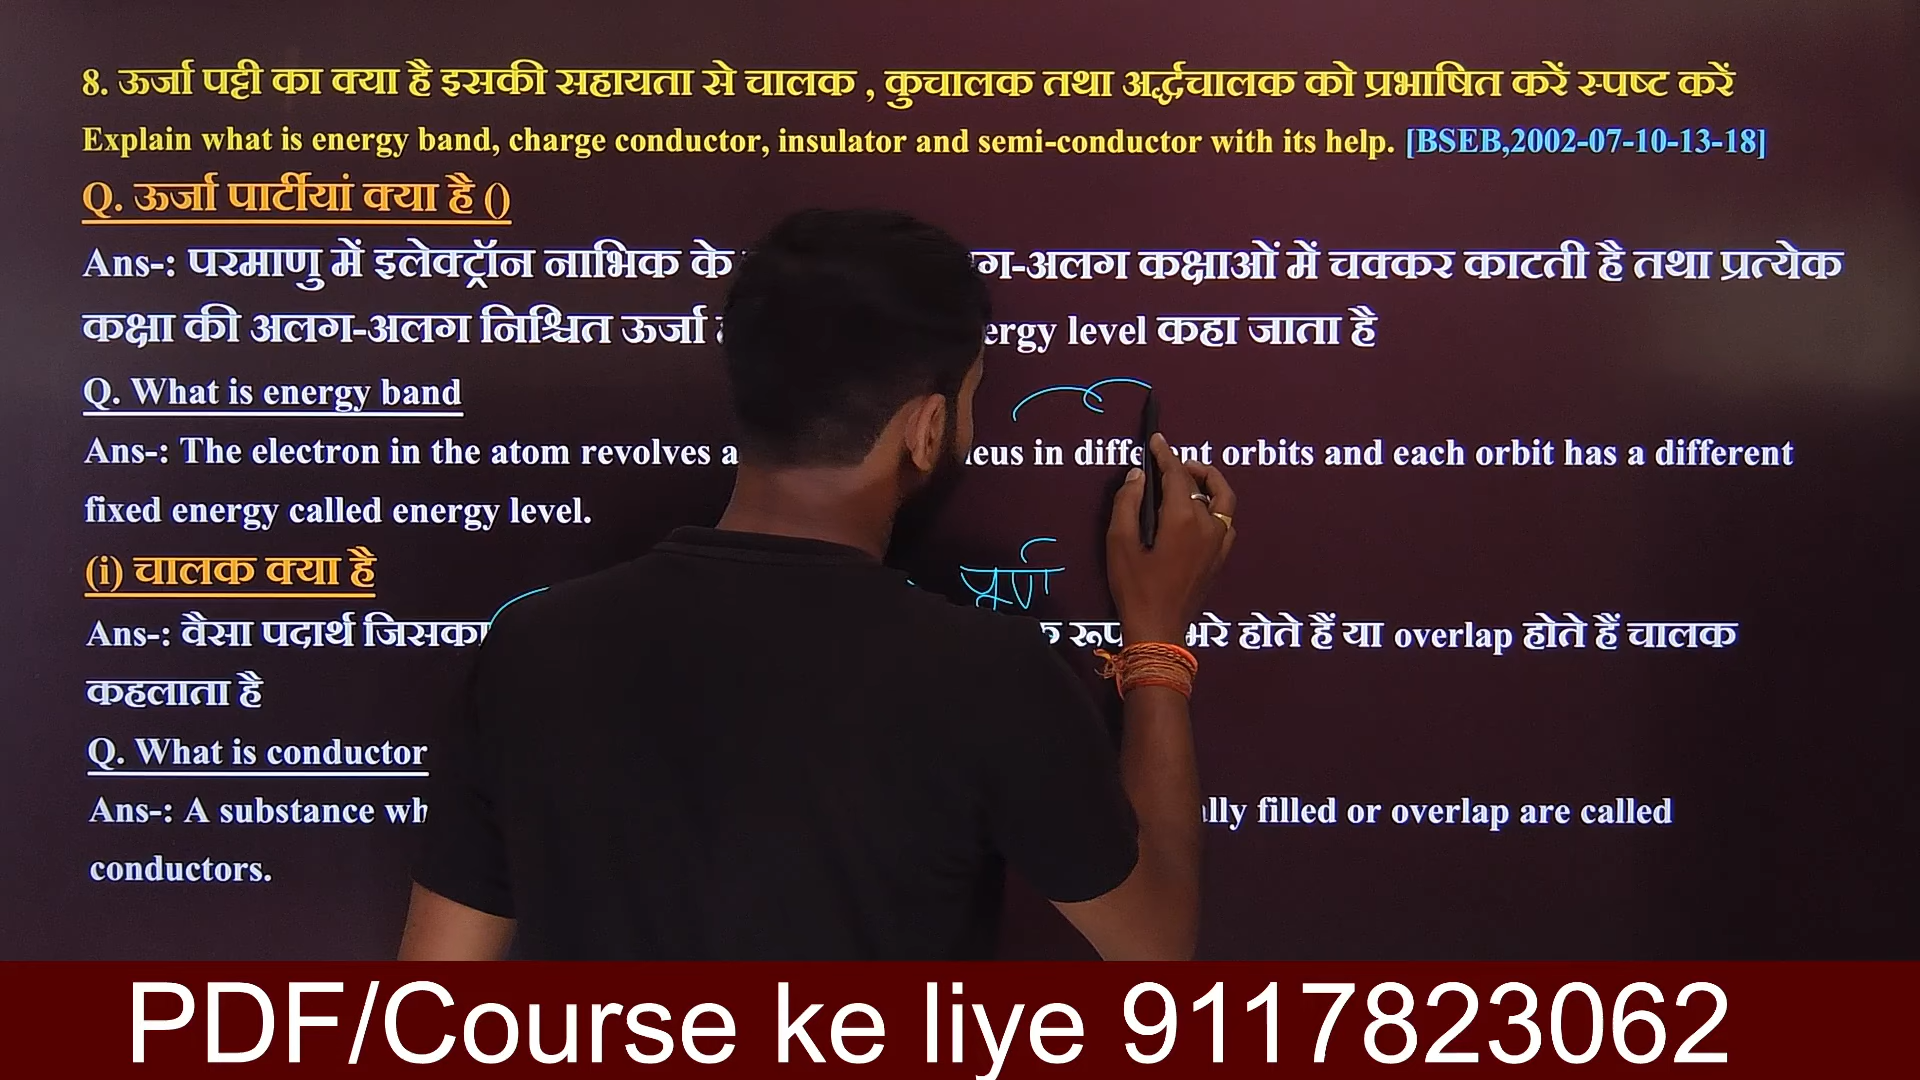 8. ऊर्जा पट्टी का क्या है इसकी सहायता से चालक , कुचालक तथा अर्द्धचालक को प्रभाषित करें स्पष्ट करें
Explain what is energy band, charge conductor, insulator and semi-conductor with its help. [BSEB,2002-07-10-13-18]
Q. ऊर्जा पार्टीयां क्या है ()
Ans-: परमाणु में इलेक्ट्रॉन नाभिक के ग-अलग कक्षाओं में चक्कर काटती है तथा प्रत्येक
कक्षा की अलग-अलग निश्चित ऊर्जा ergy level कहा जाता है
Q. What is energy band
Ans-: The electron in the atom revolves a leus in different orbits and each orbit has a different
fixed energy called energy level.
(i) चालक क्या है
पूर्ण
Ans-: वैसा पदार्थ जिसका रूप भरे होते हैं या overlap होते हैं चालक
कहलाता है
Q. What is conductor
Ans-: A substance wh lly filled or overlap are called
conductors.
PDF/Course ke liye 9117823062